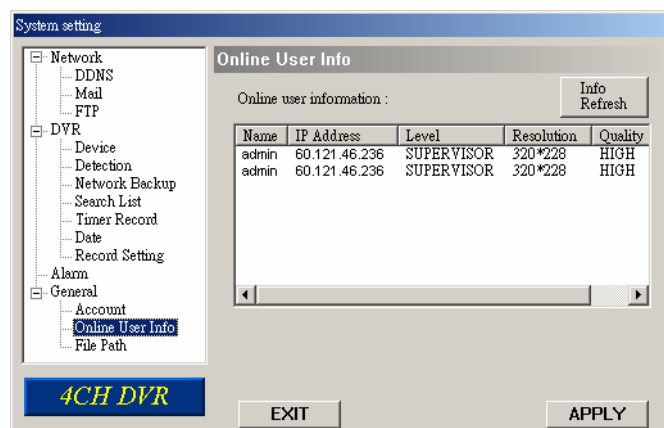 System setting
Network
DDNS
Mail
FTP
DVR
Device
Detection
Network Backup
Search List
Timer Record
Date
Record Setting
Alarm
General
Account
Online User Info
File Path
4CH DVR
Online User Info
Online user information :
Info Refresh
Name IP Address Level Resolution Quality
admin 60.121.46.236 SUPERVISOR 320*228 HIGH
admin 60.121.46.236 SUPERVISOR 320*228 HIGH
EXIT
APPLY